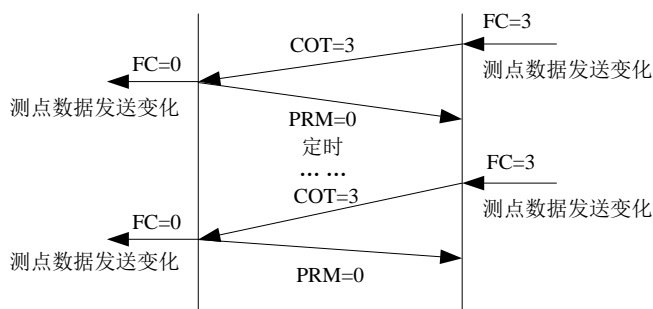 FC=3
COT=3
测点数据发送变化
FC=0
测点数据发送变化
PRM=0
定时
... ...
FC=3
COT=3
测点数据发送变化
FC=0
测点数据发送变化
PRM=0